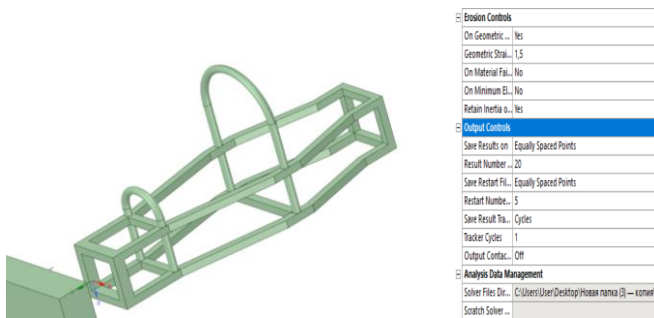 Erosion Controls
On Geometric ... Yes
Geometric Strai... 1,5
On Material Fai... No
On Minimum El... No
Retain Inertia o... Yes
Output Controls
Save Results on Equally Spaced Points
Result Number ... 20
Save Restart Fil... Equally Spaced Points
Restart Numbe... 5
Save Result Tra... Cycles
Tracker Cycles 1
Output Contac... Off
Analysis Data Management
Solver Files Dir... C:\Users\User\Desktop\Новая папка (3) — копия
Scratch Solver ...